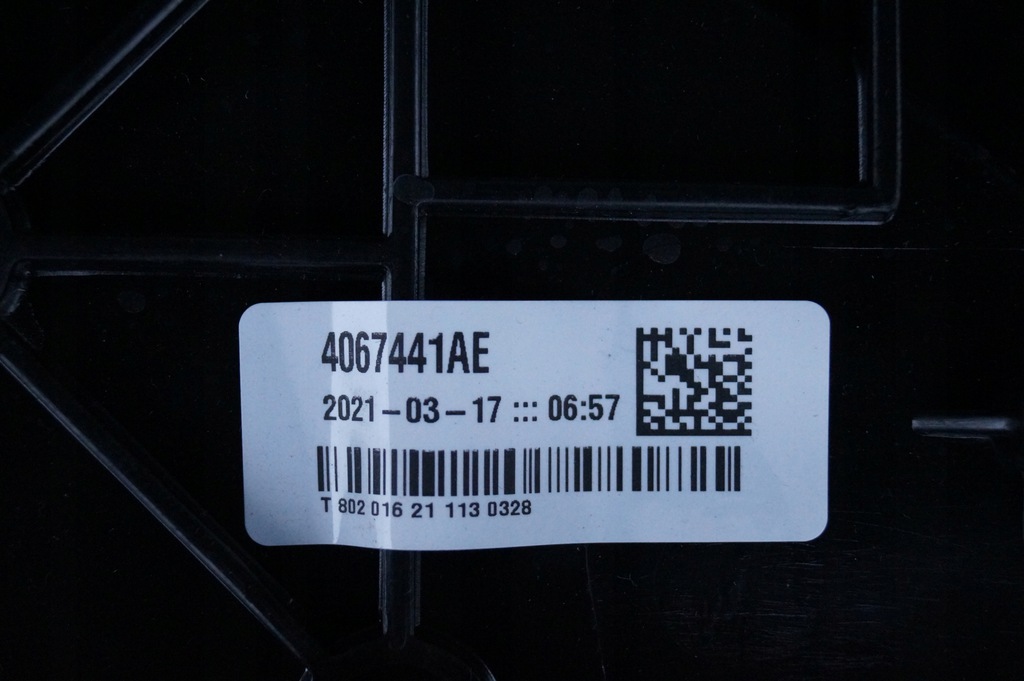 4067441AE
2021-03-17 ::: 06:57
T 802 016 21 113 0328